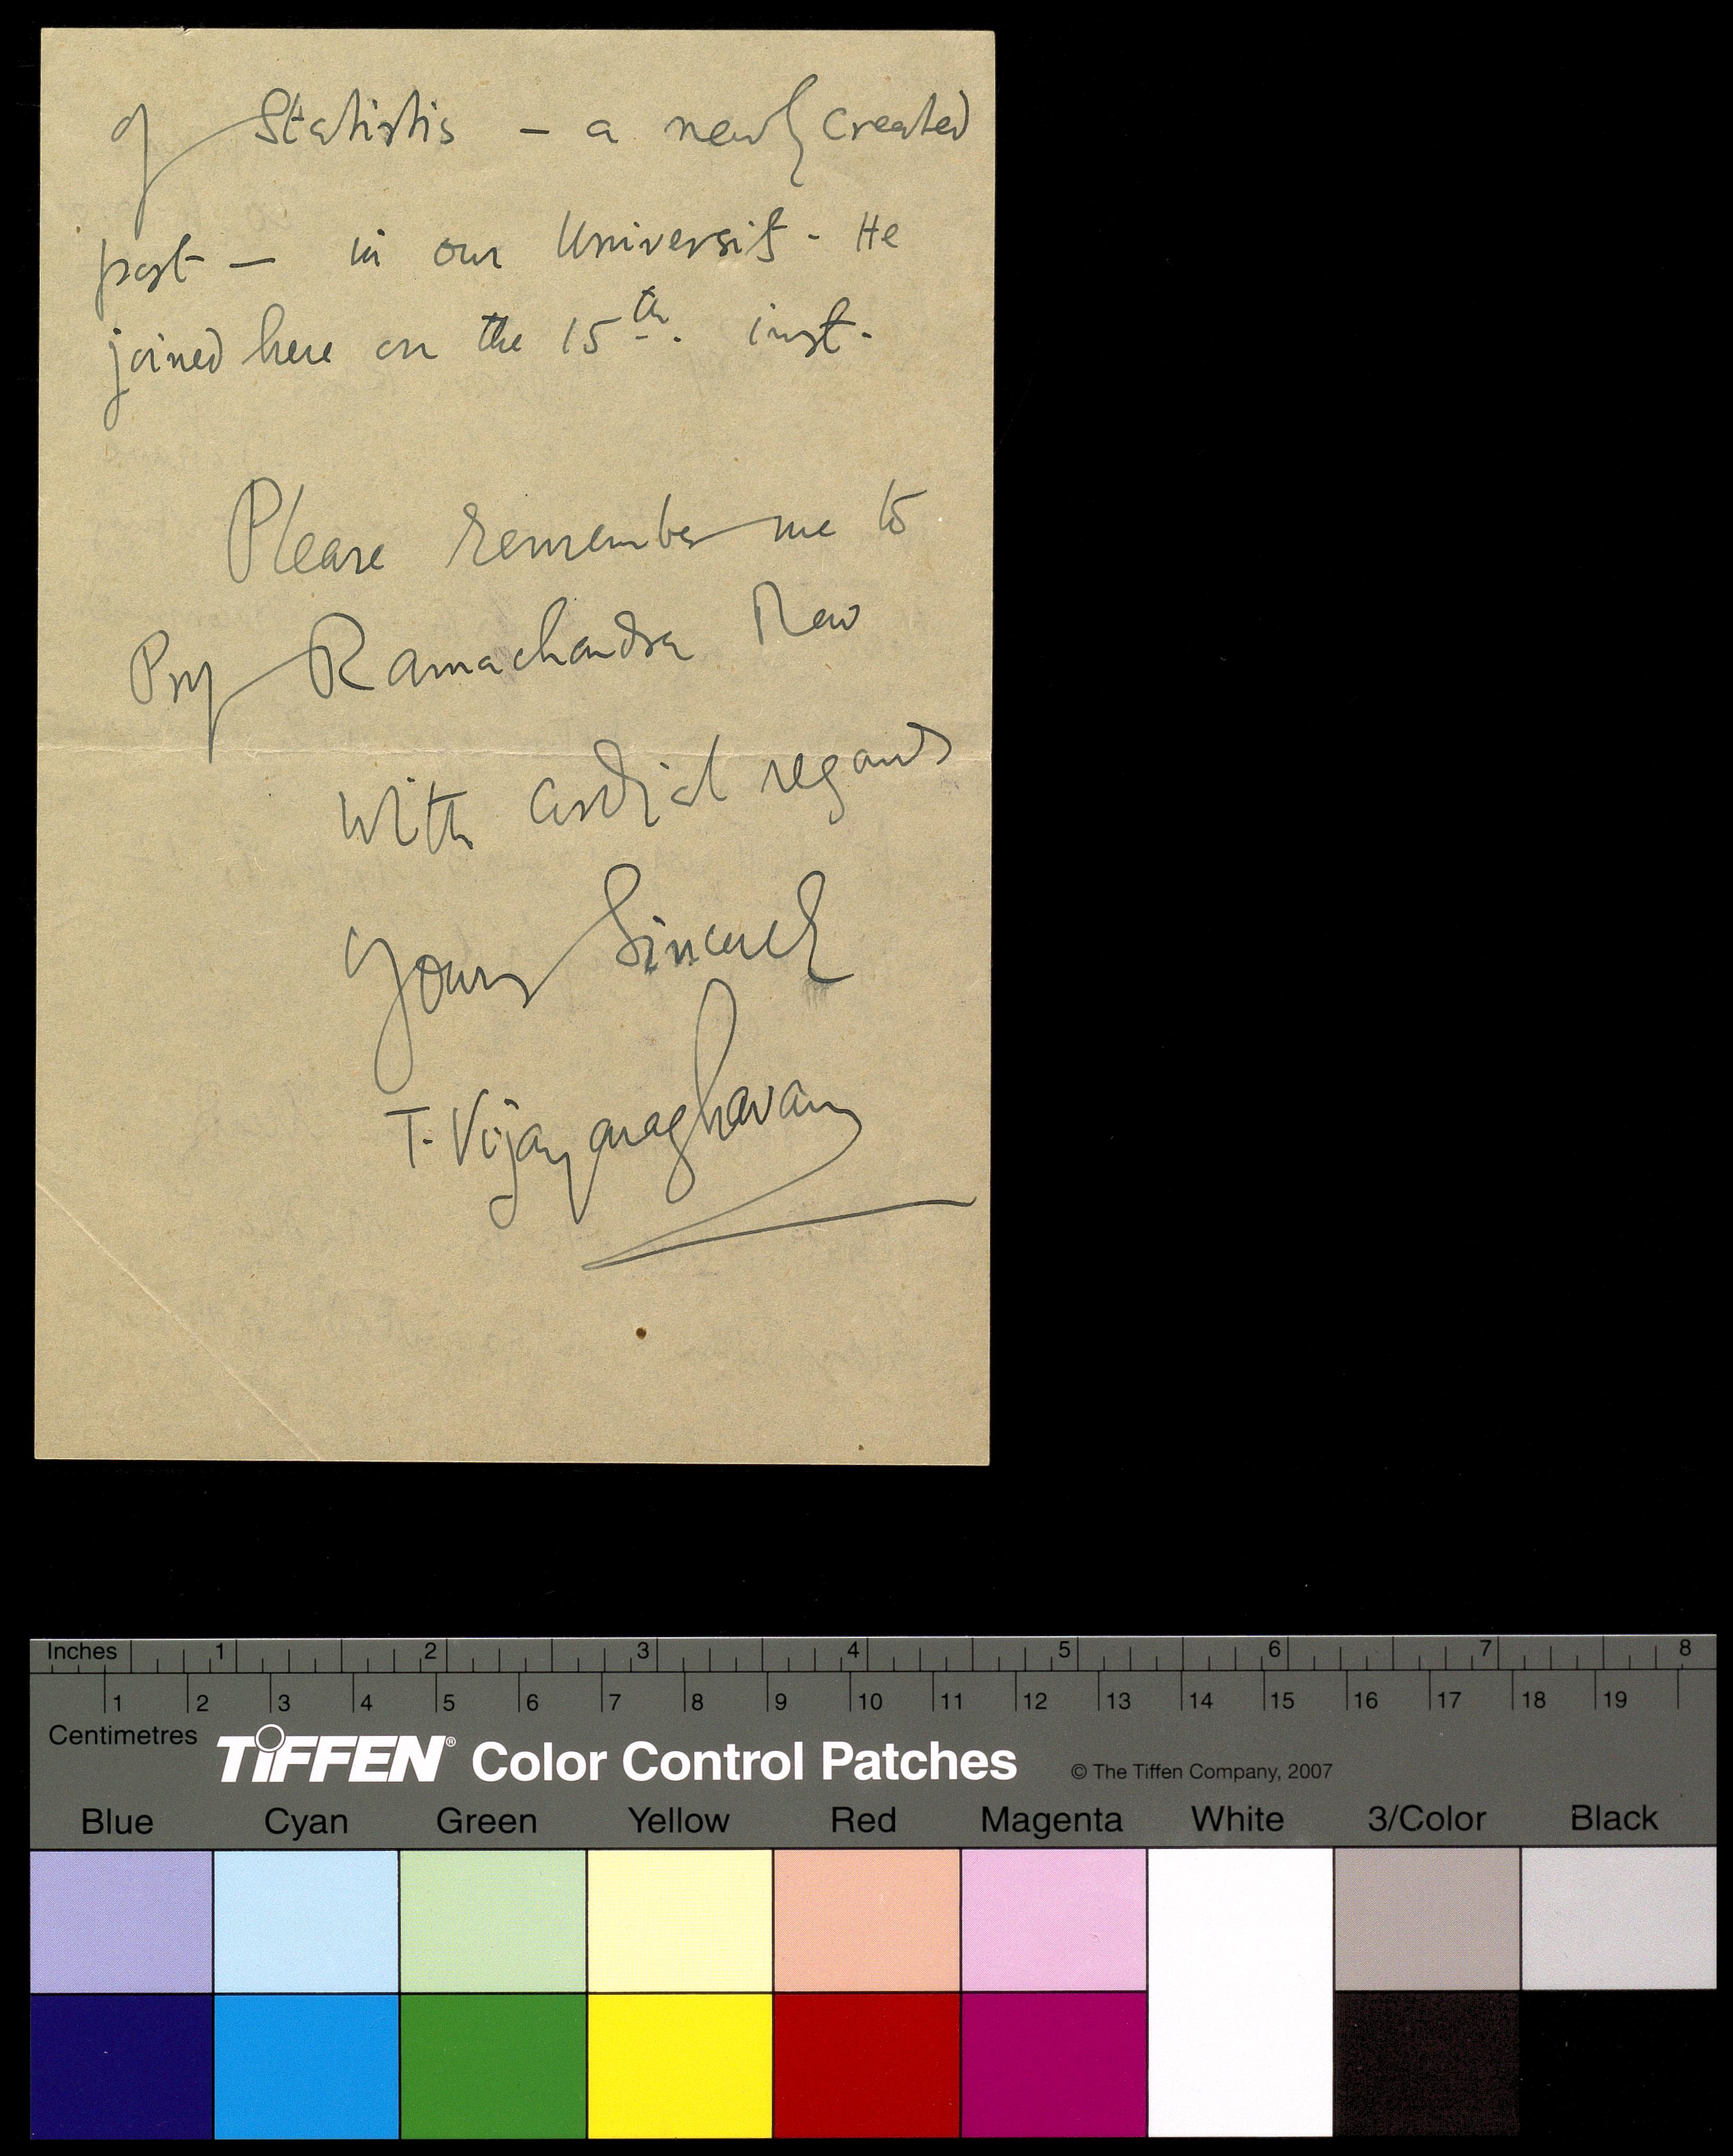 of Statistis – a newly created
post – in our University. He
joined here on the 15th. inst.
Please remember me to
Prof Ramachandra Rao
With cordial regards
Yours Sincerely
T. Vijayaraghavan
Inches 1 2 3 4 5 6 7 8
1 2 3 4 5 6 7 8 9 10 11 12 13 14 15 16 17 18 19
Centimetres
TIFFEN® Color Control Patches © The Tiffen Company, 2007
Blue Cyan Green Yellow Red Magenta White 3/Color Black